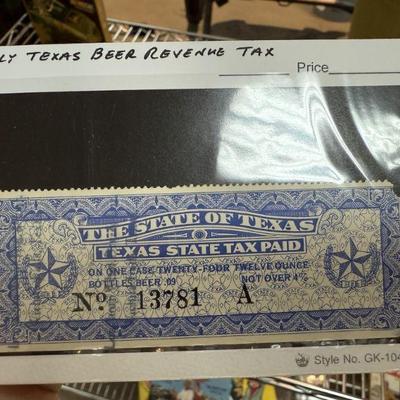 LY TEXAS BEER REVENUE TAX
Price
THE STATE OF TEXAS
TEXAS STATE TAX PAID
ON ONE CASE TWENTY-FOUR TWELVE OUNCE
BOTTLES BEER .09 NOT OVER 4%
No. 13781 A
Style No. GK-104